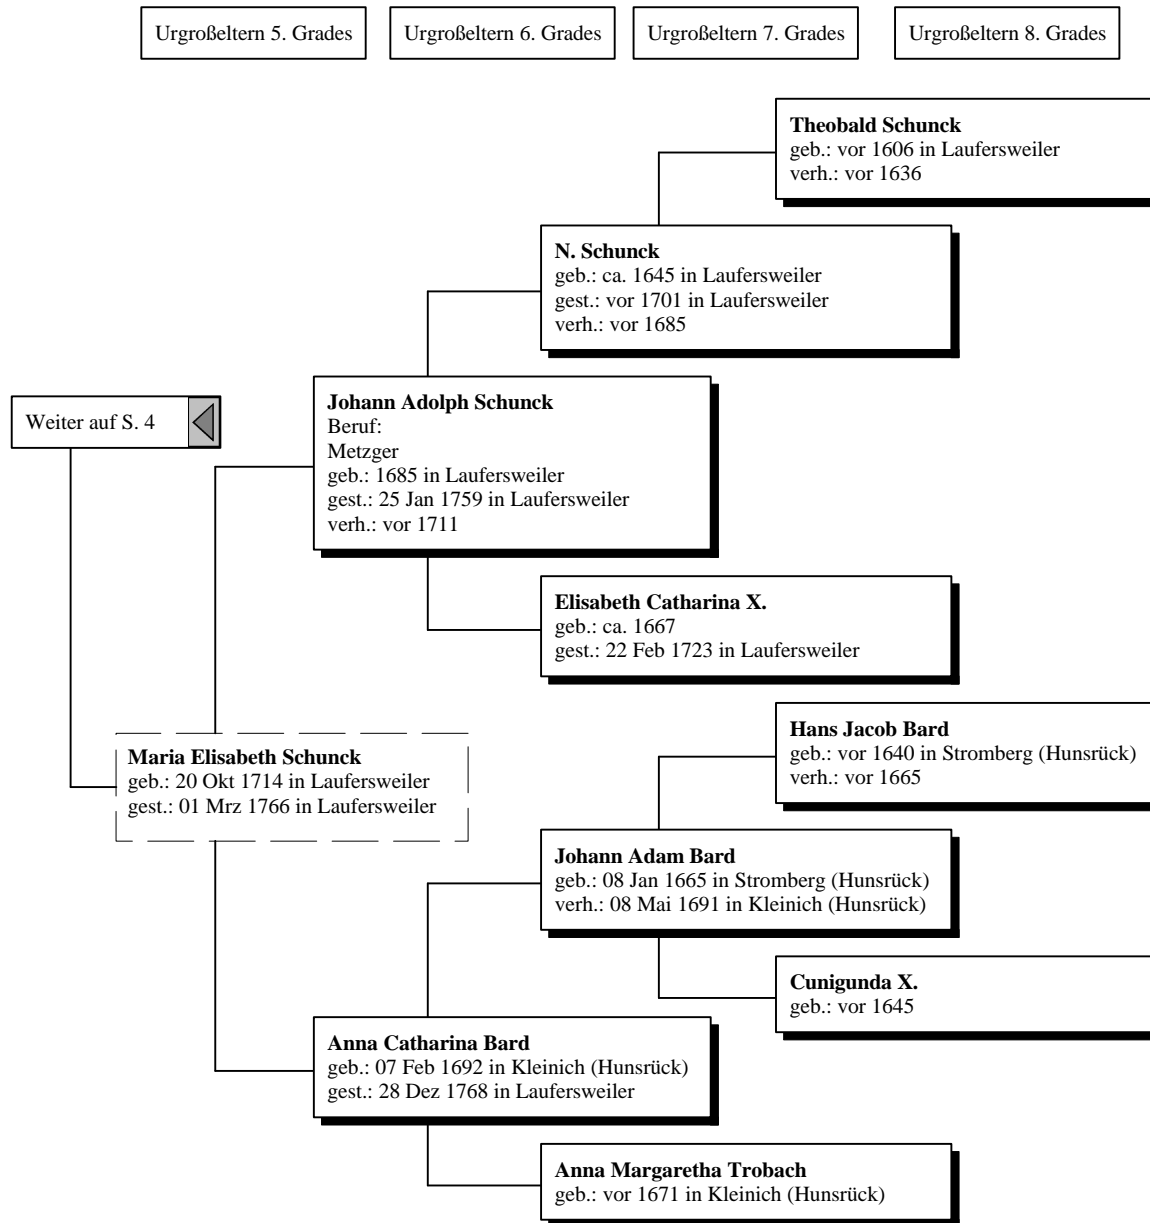 Urgroßeltern 5. Grades
Urgroßeltern 6. Grades
Urgroßeltern 7. Grades
Urgroßeltern 8. Grades
Theobald Schunck
geb.: vor 1606 in Laufersweiler
verh.: vor 1636
N. Schunck
geb.: ca. 1645 in Laufersweiler
gest.: vor 1701 in Laufersweiler
verh.: vor 1685
Johann Adolph Schunck
Beruf:
Metzger
geb.: 1685 in Laufersweiler
gest.: 25 Jan 1759 in Laufersweiler
verh.: vor 1711
Weiter auf S. 4
Elisabeth Catharina X.
geb.: ca. 1667
gest.: 22 Feb 1723 in Laufersweiler
Maria Elisabeth Schunck
geb.: 20 Okt 1714 in Laufersweiler
gest.: 01 Mrz 1766 in Laufersweiler
Hans Jacob Bard
geb.: vor 1640 in Stromberg (Hunsrück)
verh.: vor 1665
Johann Adam Bard
geb.: 08 Jan 1665 in Stromberg (Hunsrück)
verh.: 08 Mai 1691 in Kleinich (Hunsrück)
Cunigunda X.
geb.: vor 1645
Anna Catharina Bard
geb.: 07 Feb 1692 in Kleinich (Hunsrück)
gest.: 28 Dez 1768 in Laufersweiler
Anna Margaretha Trobach
geb.: vor 1671 in Kleinich (Hunsrück)